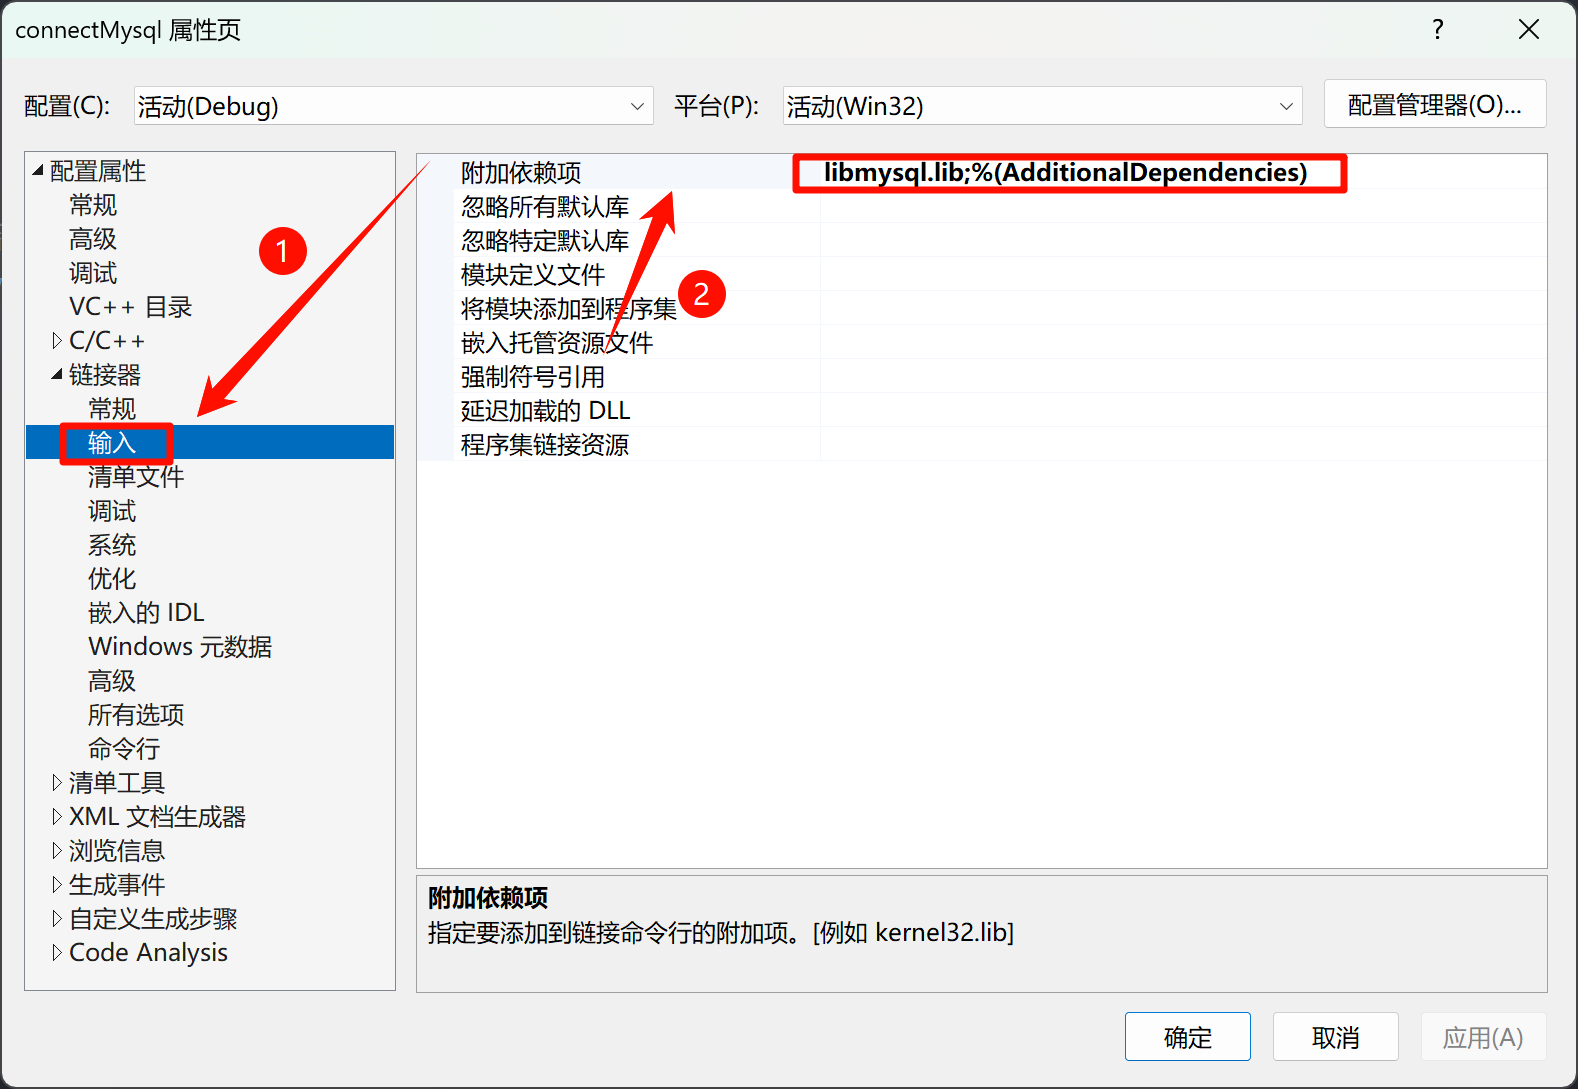 connectMysql 属性页
?
配置(C):
活动(Debug)
平台(P):
活动(Win32)
配置管理器(O)...
配置属性
常规
高级
调试
VC++ 目录
C/C++
链接器
常规
输入
清单文件
调试
系统
优化
嵌入的 IDL
Windows 元数据
高级
所有选项
命令行
清单工具
XML 文档生成器
浏览信息
生成事件
自定义生成步骤
Code Analysis
1
附加依赖项
libmysql.lib;%(AdditionalDependencies)
忽略所有默认库
忽略特定默认库
模块定义文件
将模块添加到程序集
嵌入托管资源文件
强制符号引用
延迟加载的 DLL
程序集链接资源
2
附加依赖项
指定要添加到链接命令行的附加项。[例如 kernel32.lib]
确定
取消
应用(A)